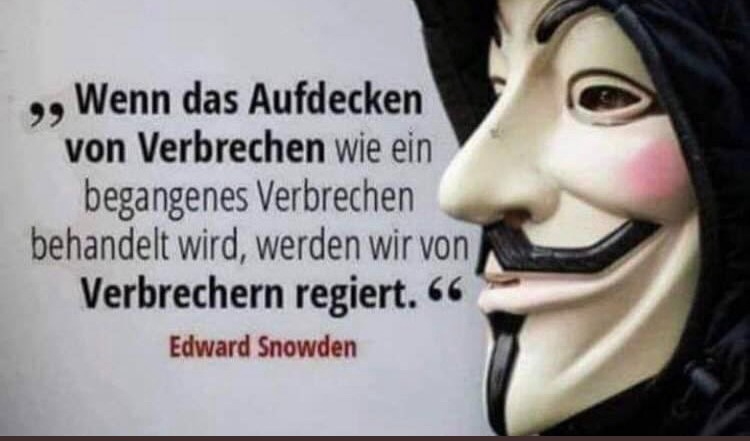 „Wenn das Aufdecken
von Verbrechen wie ein
begangenes Verbrechen
behandelt wird, werden wir von
Verbrechern regiert.“
Edward Snowden